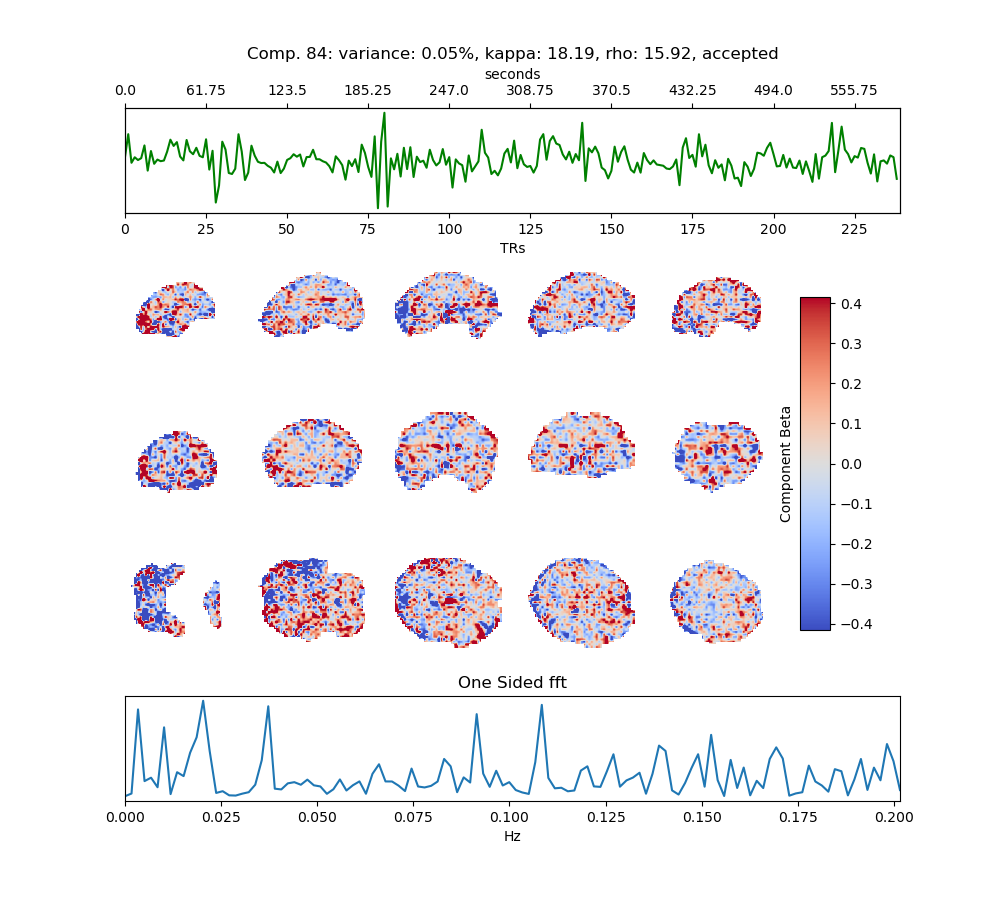 Comp. 84: variance: 0.05%, kappa: 18.19, rho: 15.92, accepted
seconds
0.0 61.75 123.5 185.25 247.0 308.75 370.5 432.25 494.0 555.75
0 25 50 75 100 125 150 175 200 225
TRs
0.4
0.3
0.2
0.1
0.0
−0.1
−0.2
−0.3
−0.4
Component Beta
One Sided fft
0.000 0.025 0.050 0.075 0.100 0.125 0.150 0.175 0.200
Hz